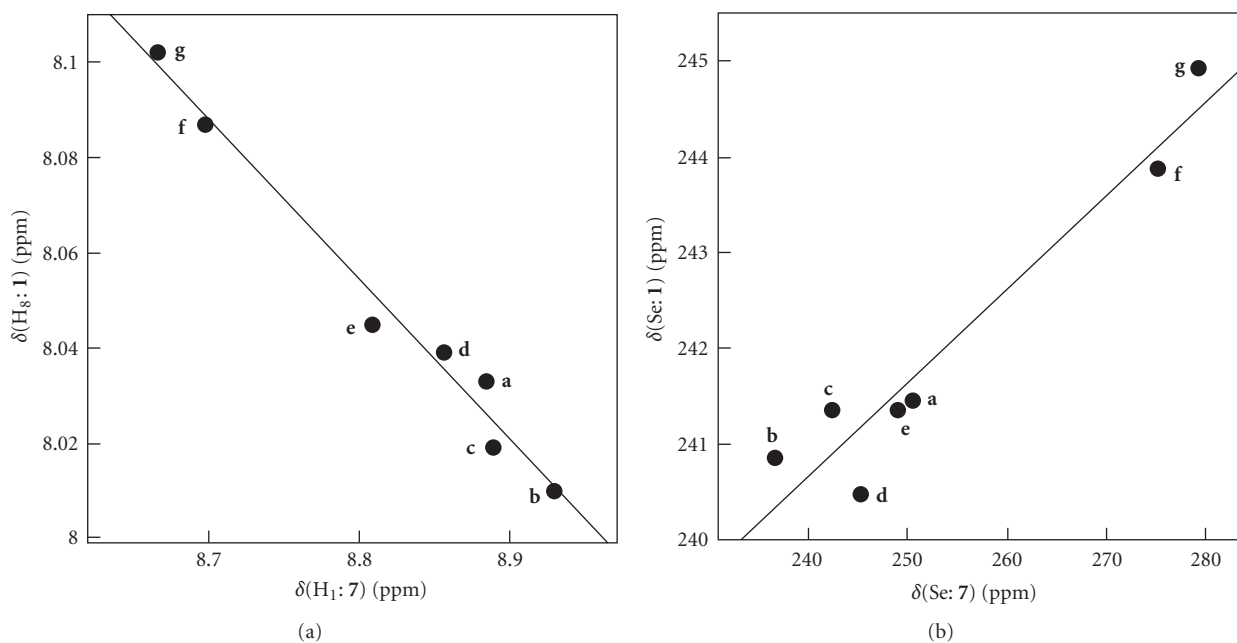 8.1
8.08
8.06
8.04
8.02
8
δ(H₈: 1) (ppm)
g
f
e
d
a
c
b
8.7 8.8 8.9
δ(H₁: 7) (ppm)
(a)
245
244
243
242
241
240
δ(Se: 1) (ppm)
g
f
c
a
e
b
d
240 250 260 270 280
δ(Se: 7) (ppm)
(b)